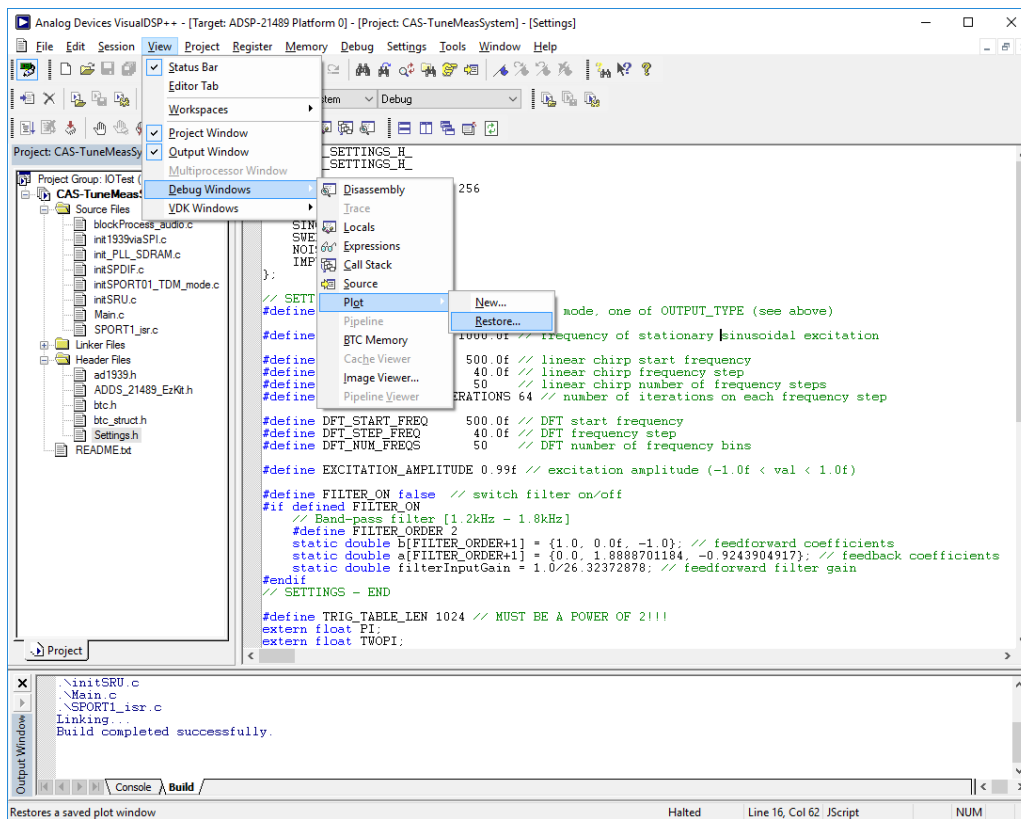 Analog Devices VisualDSP++ - [Target: ADSP-21489 Platform 0] - [Project: CAS-TuneMeasSystem] - [Settings]
File Edit Session View Project Register Memory Debug Settings Tools Window Help
Status Bar
Editor Tab
Workspaces
Project Window
Output Window
Multiprocessor Window
Debug Windows
VDK Windows
Disassembly
Trace
Locals
Expressions
Call Stack
Source
Plot
Pipeline
BTC Memory
Cache Viewer
Image Viewer...
Pipeline Viewer
New...
Restore...
tem
Debug
Project: CAS-TuneMeasSy
Project Group: IOTest (
CAS-TuneMeas
Source Files
blockProcess_audio.c
init1939viaSPI.c
init_PLL_SDRAM.c
initSPDIF.c
initSPORT01_TDM_mode.c
initSRU.c
Main.c
SPORT1_isr.c
Linker Files
Header Files
ad1939.h
ADDS_21489_EzKit.h
btc.h
btc_struct.h
Settings.h
README.txt
Project
_SETTINGS_H_
_SETTINGS_H_
256
SIN
SWE
NOI
IMP
};
// SETT
#define mode, one of OUTPUT_TYPE (see above)
#define 1000.0f // frequency of stationary sinusoidal excitation
#define 500.0f // linear chirp start frequency
#define 40.0f // linear chirp frequency step
#define 50 // linear chirp number of frequency steps
#define ERATIONS 64 // number of iterations on each frequency step
#define DFT_START_FREQ 500.0f // DFT start frequency
#define DFT_STEP_FREQ 40.0f // DFT frequency step
#define DFT_NUM_FREQS 50 // DFT number of frequency bins
#define EXCITATION_AMPLITUDE 0.99f // excitation amplitude (-1.0f < val < 1.0f)
#define FILTER_ON false // switch filter on/off
#if defined FILTER_ON
// Band-pass filter [1.2kHz - 1.8kHz]
#define FILTER_ORDER 2
static double b[FILTER_ORDER+1] = {1.0, 0.0f, -1.0}; // feedforward coefficients
static double a[FILTER_ORDER+1] = {0.0, 1.8888701184, -0.9243904917}; // feedback coefficients
static double filterInputGain = 1.0/26.32372878; // feedforward filter gain
#endif
// SETTINGS - END
#define TRIG_TABLE_LEN 1024 // MUST BE A POWER OF 2!!!
extern float PI;
extern float TWOPI;
.\initSRU.c
.\Main.c
.\SPORT1_isr.c
Linking...
Build completed successfully.
Output Window
Console Build
Restores a saved plot window
Halted Line 16, Col 62 JScript NUM